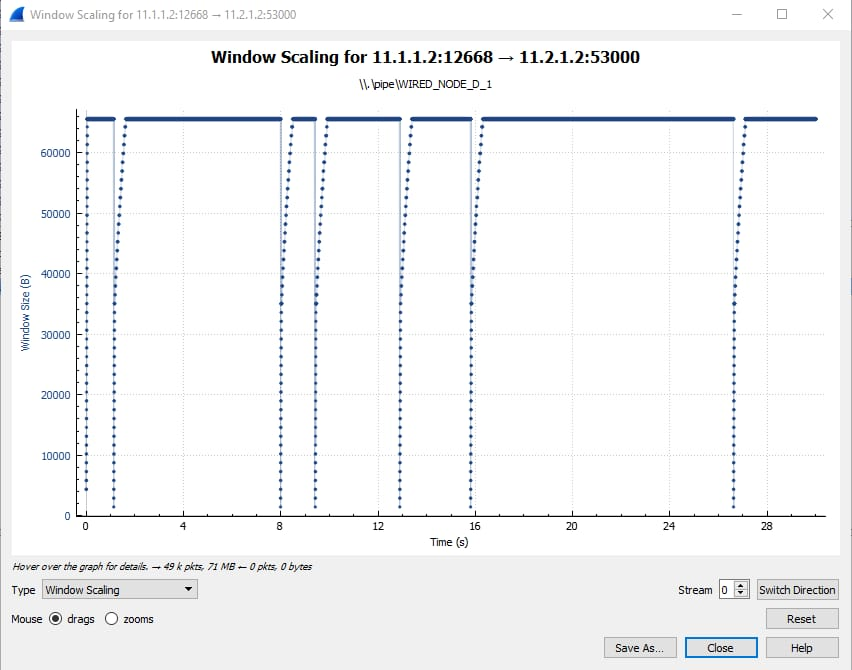 Window Scaling for 11.1.1.2:12668 → 11.2.1.2:53000
Window Scaling for 11.1.1.2:12668 → 11.2.1.2:53000
\\.\pipe\WIRED_NODE_D_1
Window Size (B)
60000
50000
40000
30000
20000
10000
0
0 4 8 12 16 20 24 28
Time (s)
Hover over the graph for details. → 49 k pkts, 71 MB ← 0 pkts, 0 bytes
Type Window Scaling Stream 0 Switch Direction
Mouse drags zooms Reset
Save As... Close Help